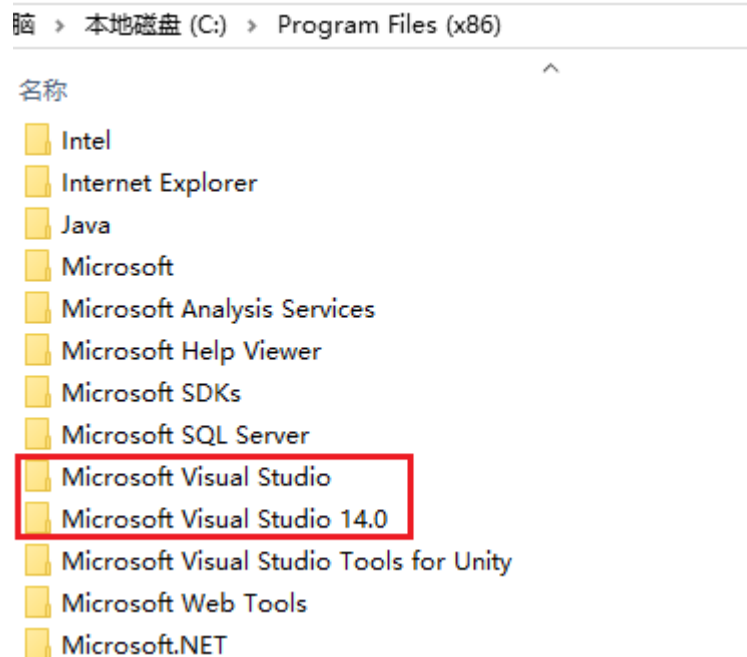 脑 › 本地磁盘 (C:) › Program Files (x86)
名称
Intel
Internet Explorer
Java
Microsoft
Microsoft Analysis Services
Microsoft Help Viewer
Microsoft SDKs
Microsoft SQL Server
Microsoft Visual Studio
Microsoft Visual Studio 14.0
Microsoft Visual Studio Tools for Unity
Microsoft Web Tools
Microsoft.NET